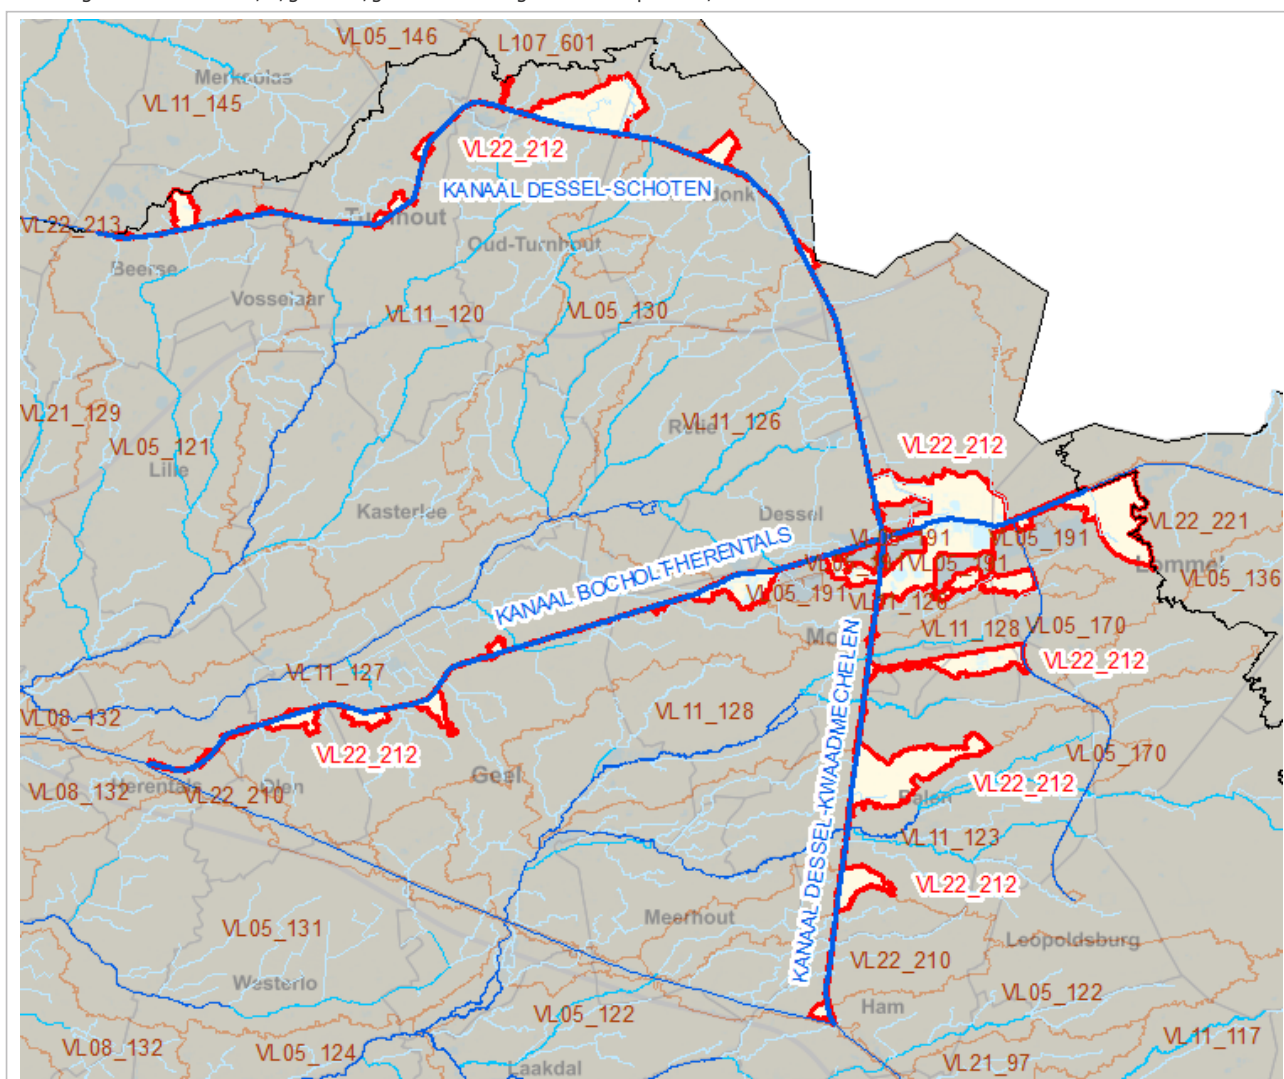 VL05_146
L107_601
VL11_145
VL22_212
KANAAL DESSEL-SCHOTEN
VL22_213
Oud-Turnhout
Beerse
Vosselaar
VL11_120
VL05_130
VL21_129
VL05_121
Lille
VL11_126
Retie
VL22_212
Kasterlee
Dessel
VL22_221
VL05_191
Lommel
VL05_191
VL05_136
KANAAL BOCHOLT-HERENTALS
VL05_191
VL11_128
VL05_170
VL22_212
VL11_127
VL08_132
VL11_128
VL22_212
VL05_170
Geel
VL22_212
Herentals
Olen
VL08_132
VL22_210
Balen
VL11_123
KANAAL DESSEL-KWAADMECHELEN
VL22_212
Meerhout
VL05_131
Leopoldsburg
VL22_210
Westerlo
VL05_122
Ham
VL05_122
VL11_117
VL08_132
VL05_124
Laakdal
VL21_97